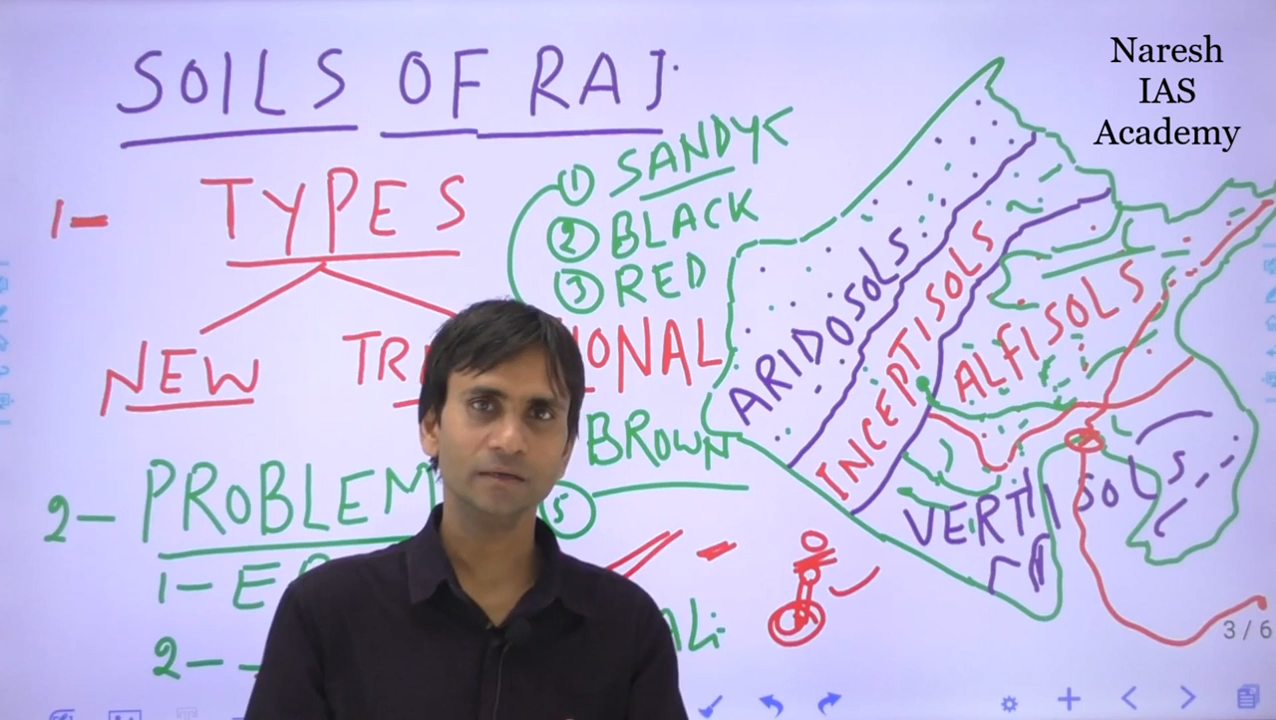 SOILS OF RAJ.
Naresh
IAS
Academy
1- TYPES
NEW
① SANDY
② BLACK
③ RED
BROWN
⑤
2- PROBLEM
1-
2-
ARIDOSOLS
INCEPTISOLS
ALFISOLS
VERTISOLS
3 / 6